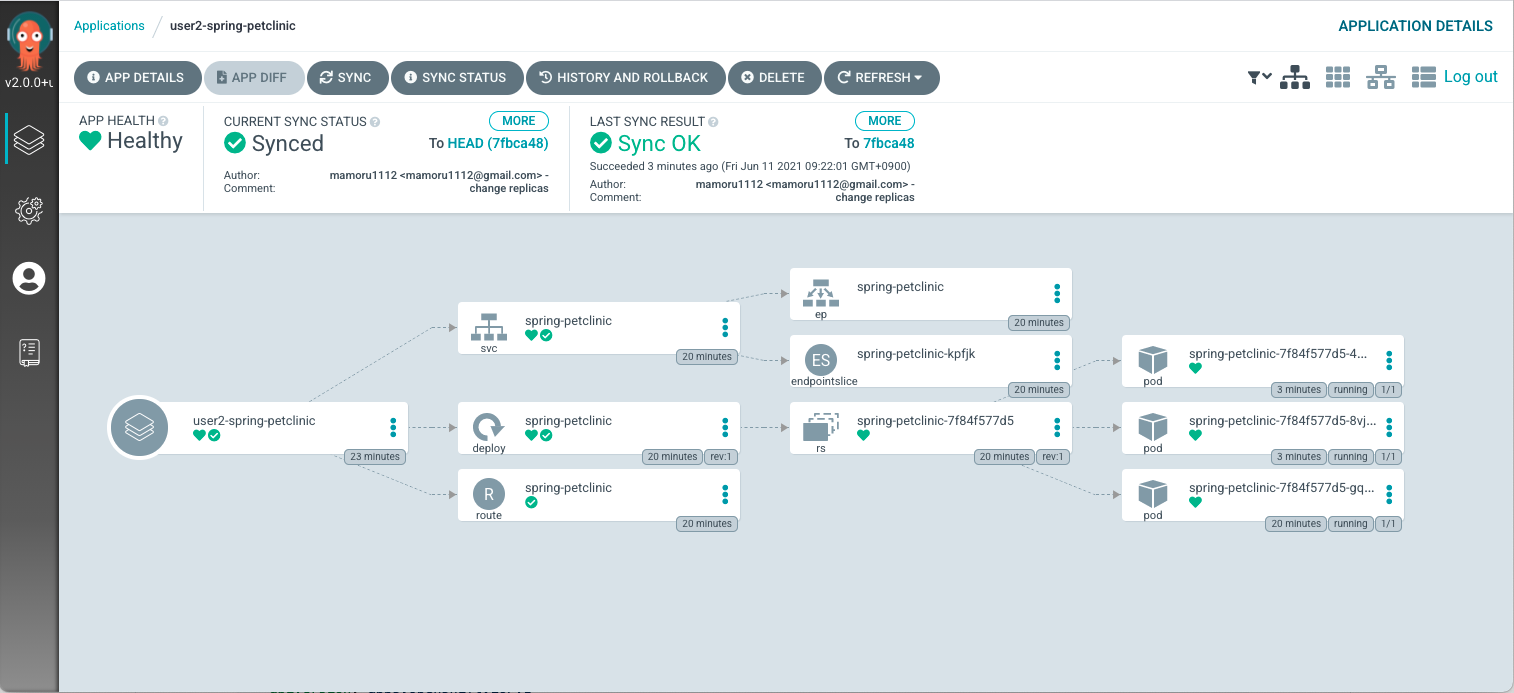 Applications / user2-spring-petclinic
APPLICATION DETAILS
v2.0.0+u
APP DETAILS
APP DIFF
SYNC
SYNC STATUS
HISTORY AND ROLLBACK
DELETE
REFRESH
Log out
APP HEALTH
Healthy
CURRENT SYNC STATUS
MORE
Synced
To HEAD (7fbca48)
Author: mamoru1112 <mamoru1112@gmail.com> -
Comment: change replicas
LAST SYNC RESULT
MORE
Sync OK
To 7fbca48
Succeeded 3 minutes ago (Fri Jun 11 2021 09:22:01 GMT+0900)
Author: mamoru1112 <mamoru1112@gmail.com> -
Comment: change replicas
user2-spring-petclinic
23 minutes
spring-petclinic
svc
20 minutes
spring-petclinic
deploy
20 minutes
rev:1
R
spring-petclinic
route
20 minutes
spring-petclinic
ep
20 minutes
ES
spring-petclinic-kpfjk
endpointslice
20 minutes
spring-petclinic-7f84f577d5
rs
20 minutes
rev:1
spring-petclinic-7f84f577d5-4...
pod
3 minutes
running
1/1
spring-petclinic-7f84f577d5-8vj...
pod
3 minutes
running
1/1
spring-petclinic-7f84f577d5-gq...
pod
20 minutes
running
1/1